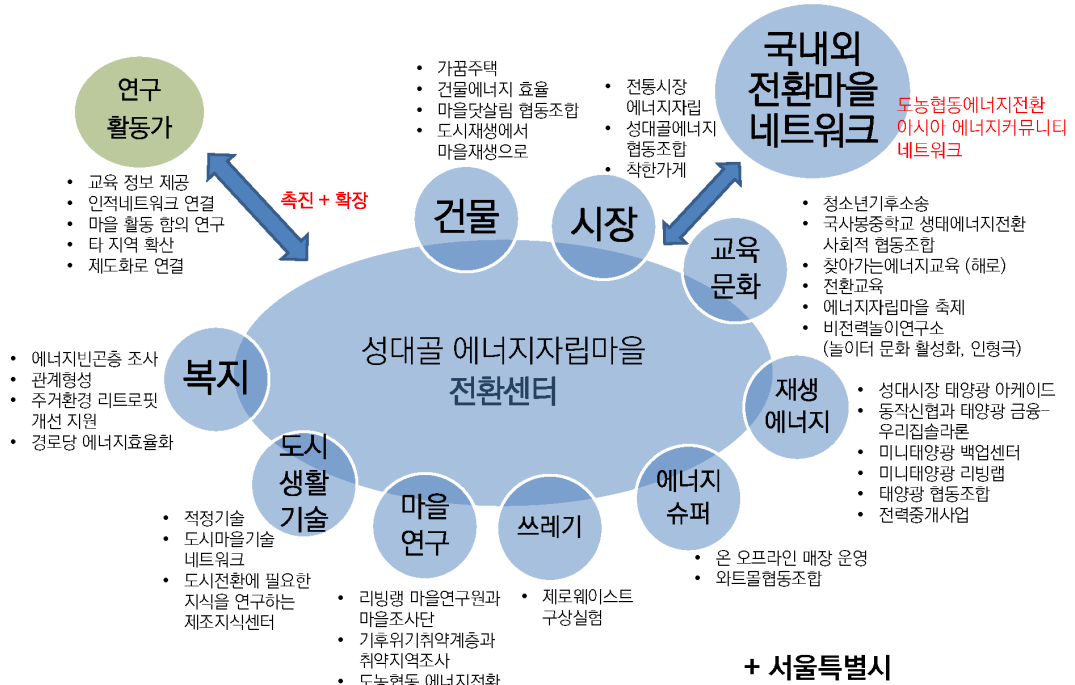 연구
활동가
• 교육 정보 제공
• 인적네트워크 연결
• 마을 활동 함의 연구
• 타 지역 확산
• 제도화로 연결
촉진 + 확장
• 가꿈주택
• 건물에너지 효율
• 마을닷살림 협동조합
• 도시재생에서
마을재생으로
건물
• 전통시장
에너지자립
• 성대골에너지
협동조합
• 착한가게
시장
국내외
전환마을
네트워크
도농협동에너지전환
아시아 에너지커뮤니티
네트워크
교육
문화
• 청소년기후소송
• 국사봉중학교 생태에너지전환
사회적 협동조합
• 찾아가는에너지교육 (해로)
• 전환교육
• 에너지자립마을 축제
• 비전력놀이연구소
(놀이터 문화 활성화, 인형극)
성대골 에너지자립마을
전환센터
복지
• 에너지빈곤층 조사
• 관계형성
• 주거환경 리트로핏
개선 지원
• 경로당 에너지효율화
재생
에너지
• 성대시장 태양광 아케이드
• 동작신협과 태양광 금융-
우리집솔라론
• 미니태양광 백업센터
• 미니태양광 리빙랩
• 태양광 협동조합
• 전력중개사업
도시
생활
기술
• 적정기술
• 도시마을기술
네트워크
• 도시전환에 필요한
지식을 연구하는
제조지식센터
마을
연구
• 리빙랭 마을연구원과
마을조사단
• 기후위기취약계층과
취약지역조사
• 도농협동 에너지전환
쓰레기
• 제로웨이스트
구상실험
에너지
슈퍼
• 온 오프라인 매장 운영
• 와트몰협동조합
+ 서울특별시